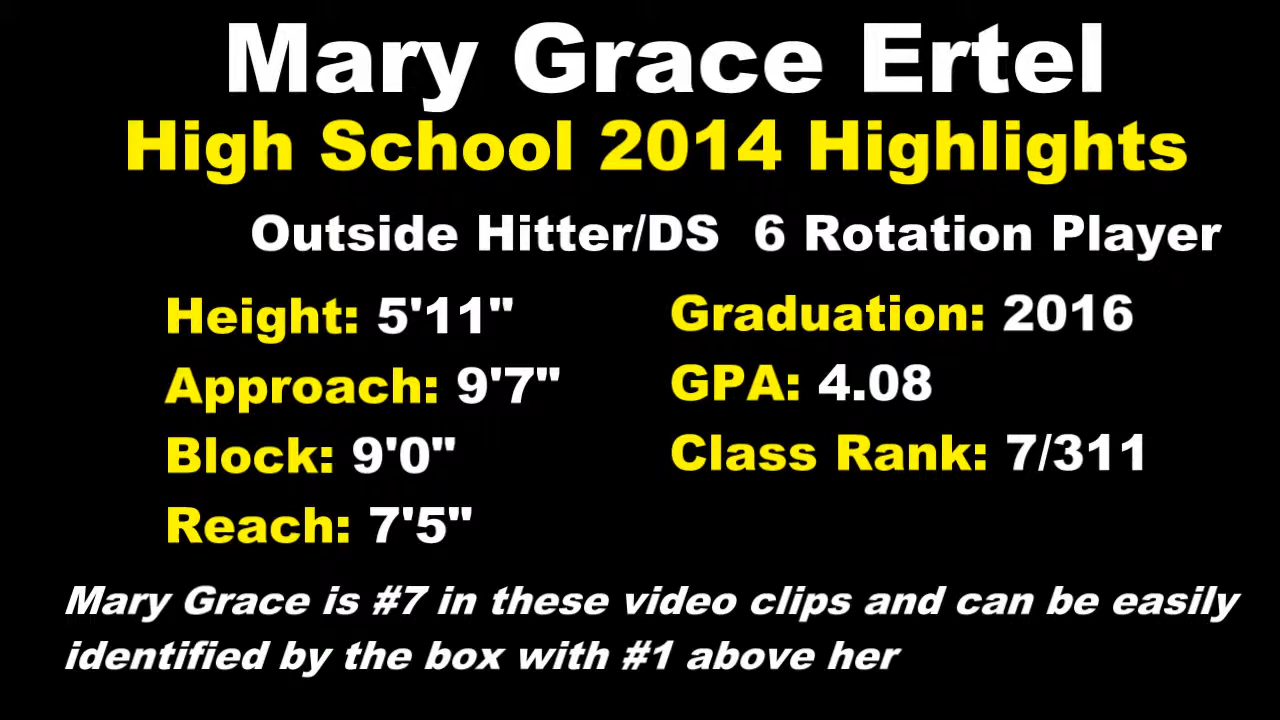 Mary Grace Ertel
High School 2014 Highlights
Outside Hitter/DS 6 Rotation Player
Height: 5'11"
Approach: 9'7"
Block: 9'0"
Reach: 7'5"
Graduation: 2016
GPA: 4.08
Class Rank: 7/311
Mary Grace is #7 in these video clips and can be easily
identified by the box with #1 above her